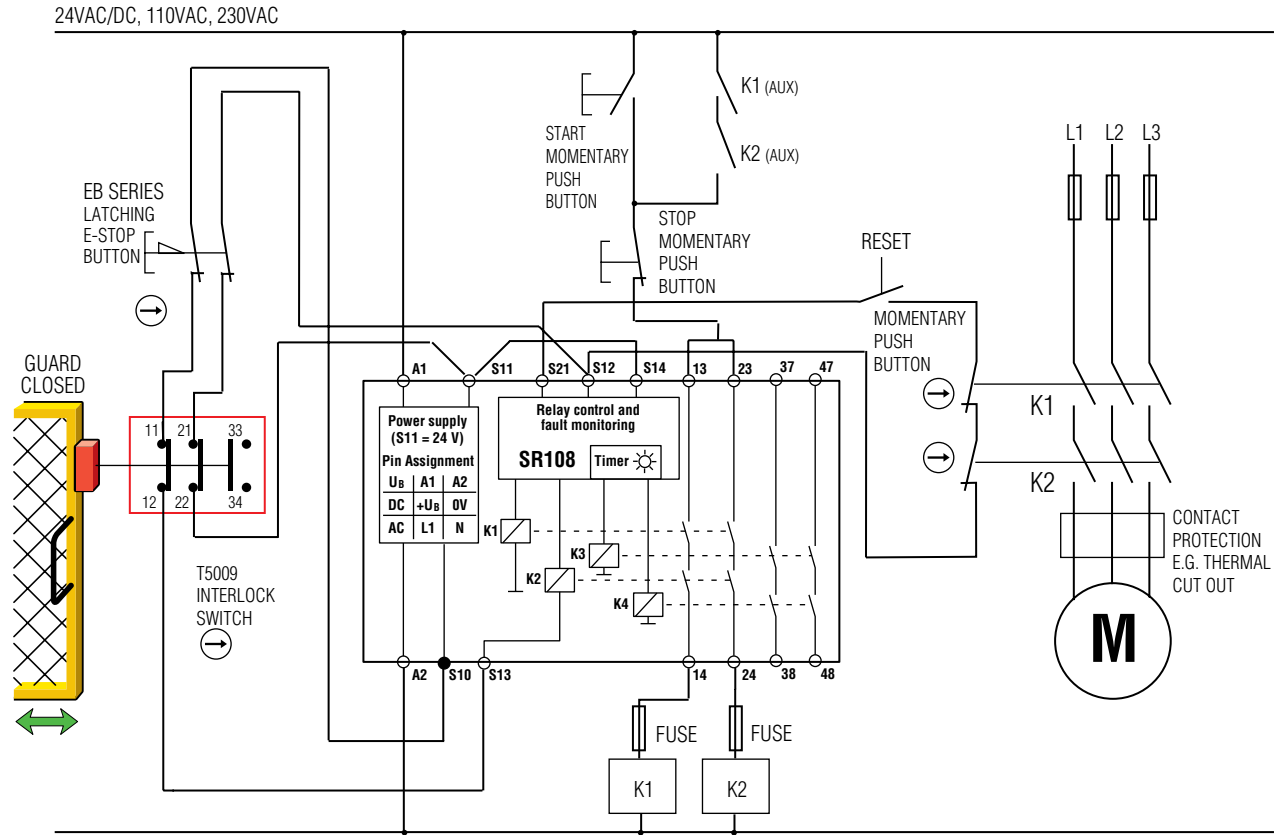 24VAC/DC, 110VAC, 230VAC
K1 (AUX)
K2 (AUX)
START
MOMENTARY
PUSH
BUTTON
L1 L2 L3
EB SERIES
LATCHING
E-STOP
BUTTON
STOP
MOMENTARY
PUSH
BUTTON
RESET
MOMENTARY
PUSH
BUTTON
GUARD
CLOSED
A1 S11 S21 S12 S14 13 23 37 47
K1
K2
11 21 33
12 22 34
Power supply
(S11 = 24 V)
Pin Assignment
UB A1 A2
DC +UB 0V
AC L1 N
Relay control and
fault monitoring
SR108 Timer
K1
K3
K2
K4
T5009
INTERLOCK
SWITCH
CONTACT
PROTECTION
E.G. THERMAL
CUT OUT
M
A2 S10 S13 14 24 38 48
FUSE FUSE
K1 K2